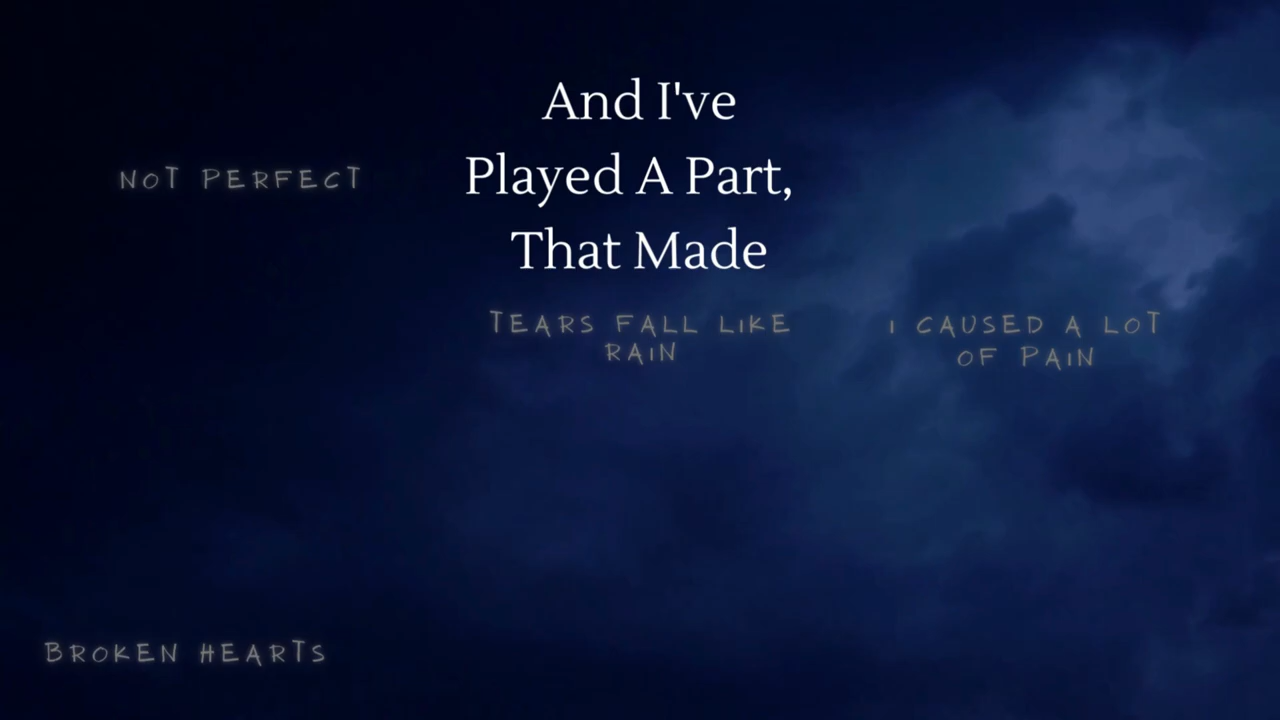 And I've
Played A Part,
That Made
NOT PERFECT
TEARS FALL LIKE
RAIN
I CAUSED A LOT
OF PAIN
BROKEN HEARTS